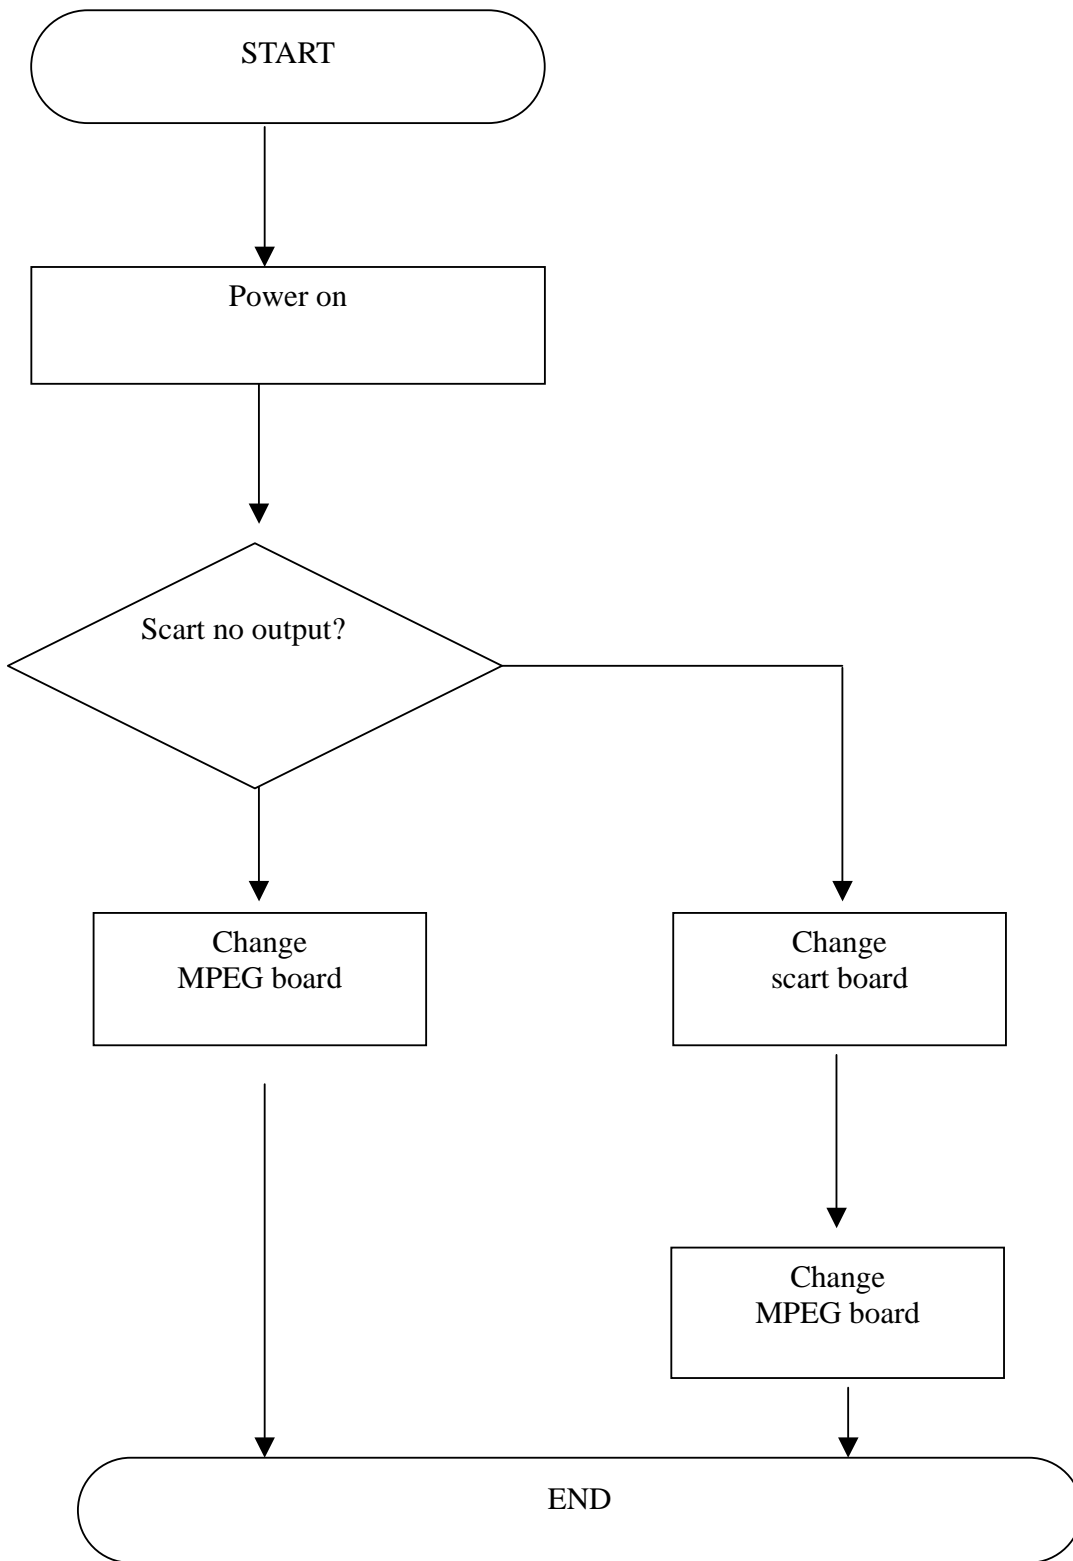 START
Power on
Scart no output?
Change
MPEG board
Change
scart board
Change
MPEG board
END